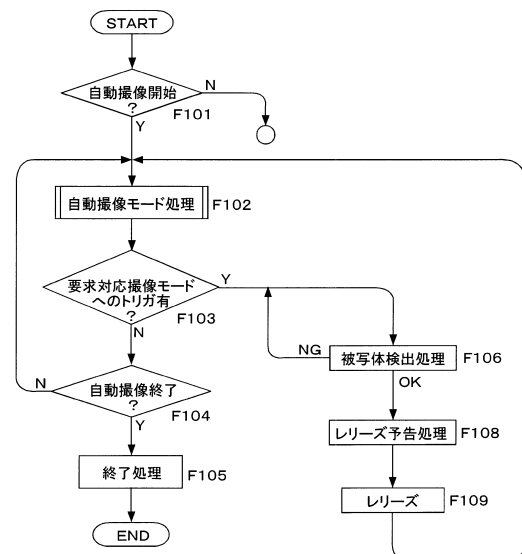 START
自動撮像開始
?
F101
N
Y
自動撮像モード処理
F102
要求対応撮像モード
へのトリガ有
?
F103
Y
N
自動撮像終了
?
F104
N
Y
終了処理
F105
END
NG
被写体検出処理
F106
OK
レリーズ予告処理
F108
レリーズ
F109